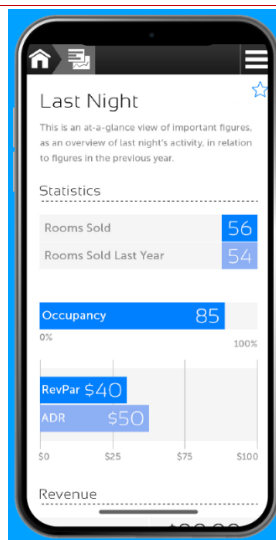 Last Night
This is an at-a-glance view of important figures,
as an overview of last night's activity, in relation
to figures in the previous year.
Statistics
Rooms Sold 56
Rooms Sold Last Year 54
Occupancy 85
0% 100%
RevPar $40
ADR $50
$0 $25 $75 $100
Revenue